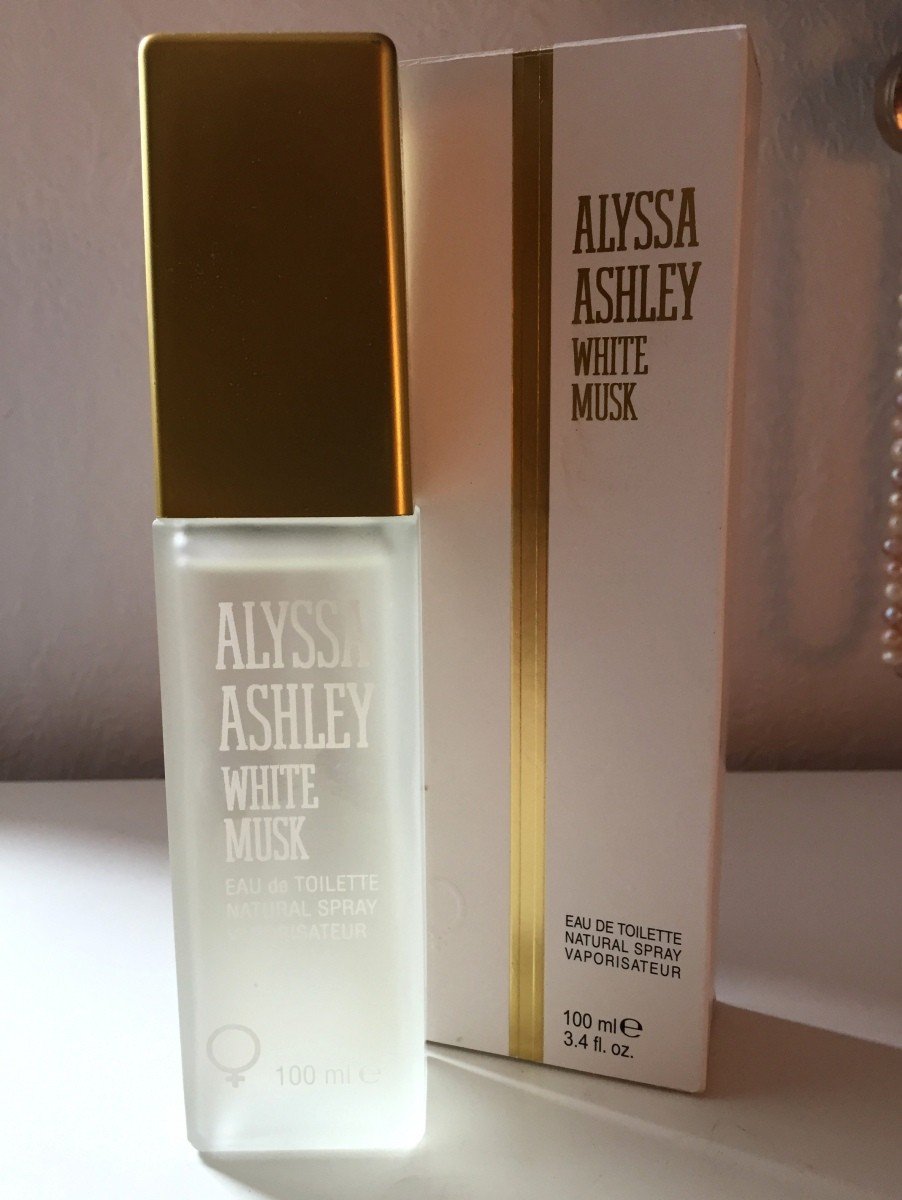 ALYSSA
ASHLEY
WHITE
MUSK
EAU de TOILETTE
NATURAL SPRAY
VAPORISATEUR
100 ml ℮
ALYSSA
ASHLEY
WHITE
MUSK
EAU DE TOILETTE
NATURAL SPRAY
VAPORISATEUR
100 ml ℮
3.4 fl. oz.